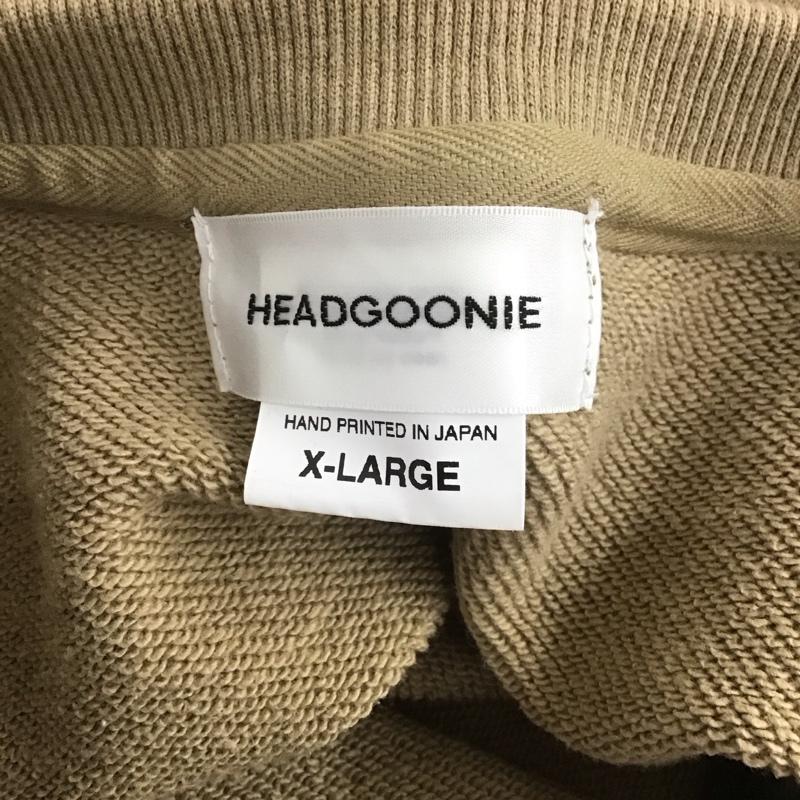 HEADGOONIE
HAND PRINTED IN JAPAN
X-LARGE